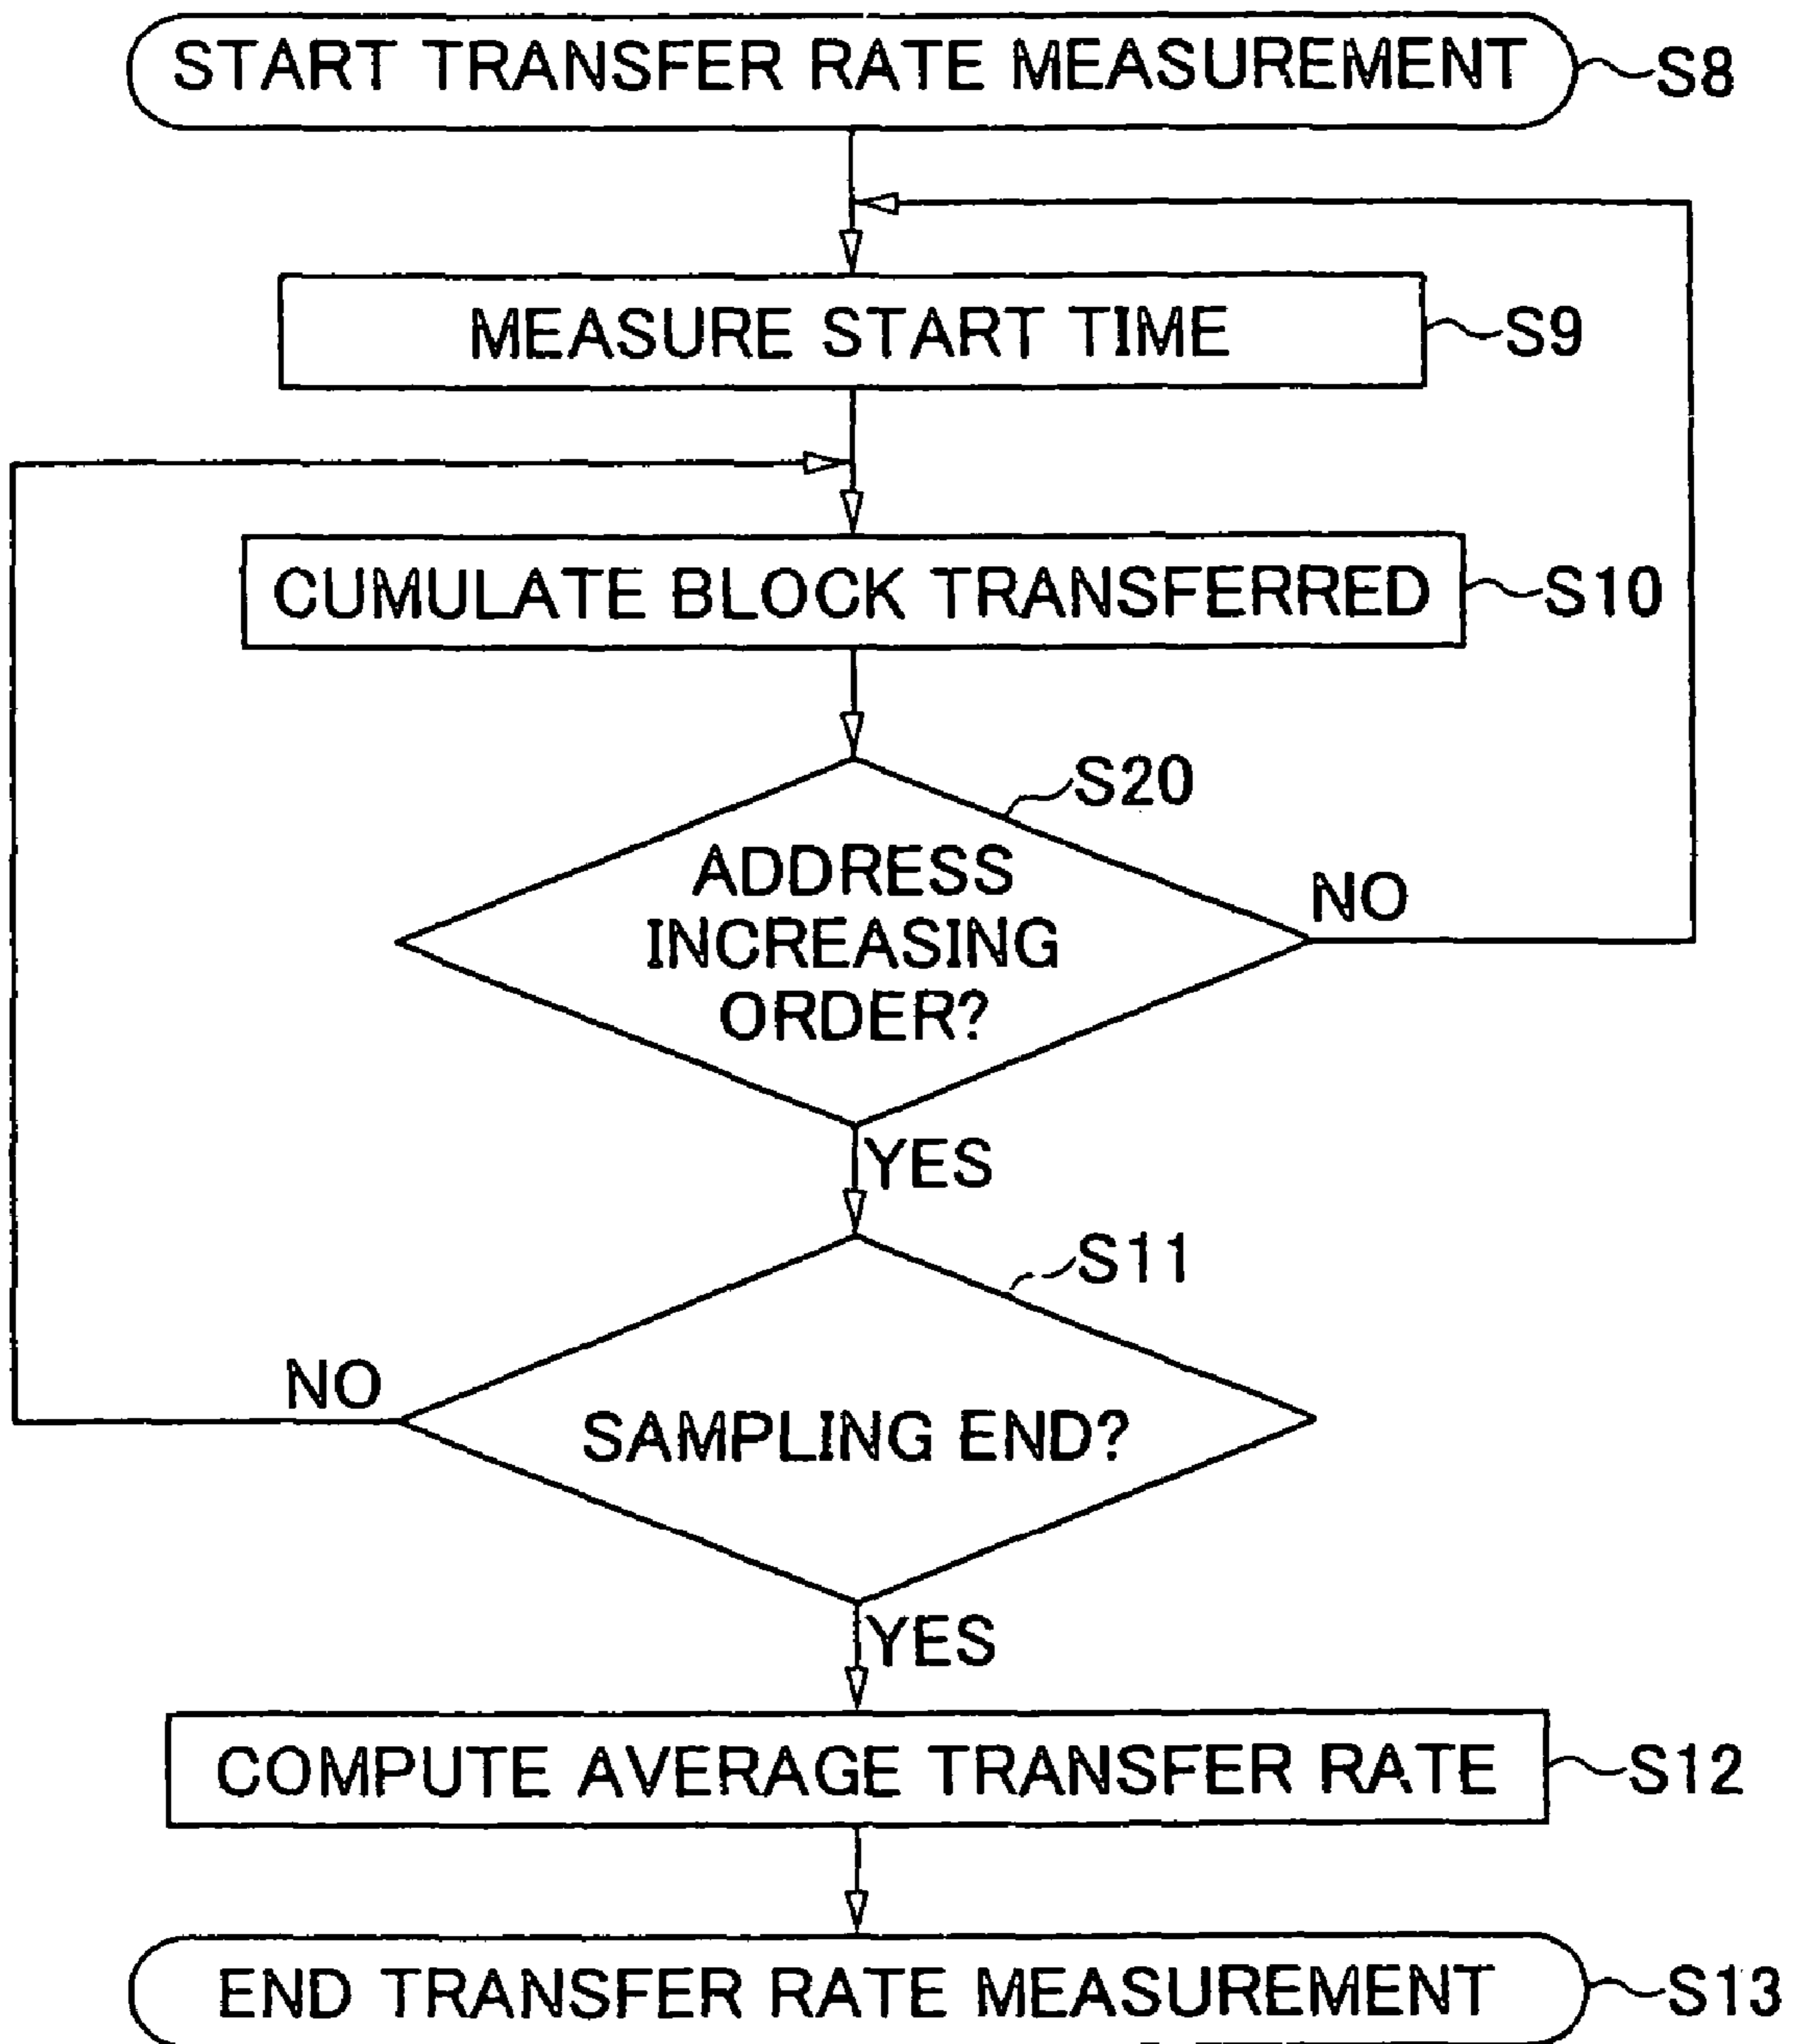 START TRANSFER RATE MEASUREMENT
S8
MEASURE START TIME
S9
CUMULATE BLOCK TRANSFERRED
S10
S20
ADDRESS
INCREASING
ORDER?
NO
YES
S11
NO
SAMPLING END?
YES
COMPUTE AVERAGE TRANSFER RATE
S12
END TRANSFER RATE MEASUREMENT
S13